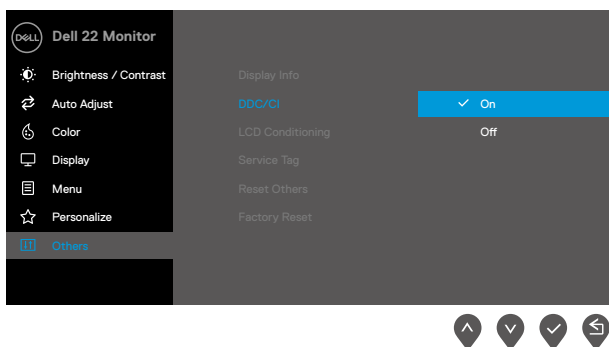 DELL Dell 22 Monitor
Brightness / Contrast
Auto Adjust
Color
Display
Menu
Personalize
Others
Display Info
DDC/CI
LCD Conditioning
Service Tag
Reset Others
Factory Reset
On
Off